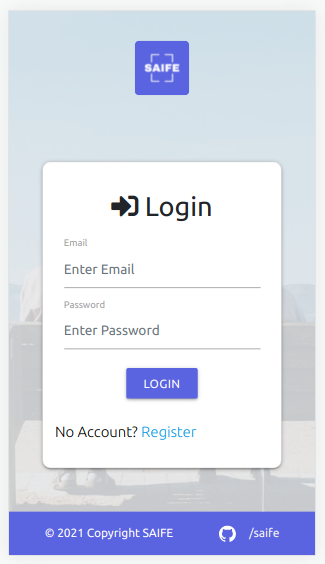 SAIFE
Login
Email
Enter Email
Password
Enter Password
LOGIN
No Account? Register
© 2021 Copyright SAIFE /saife